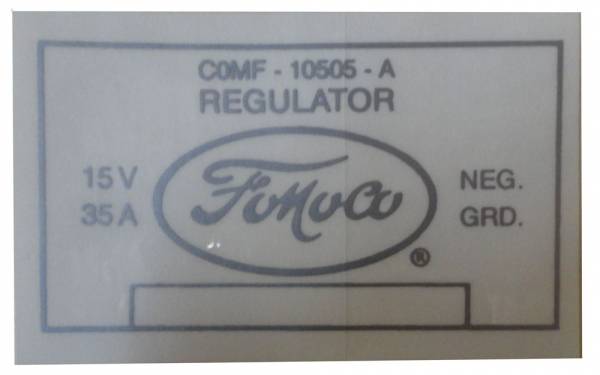 C0MF - 10505 - A
REGULATOR
15 V
35 A
FoMoCo
®
NEG.
GRD.